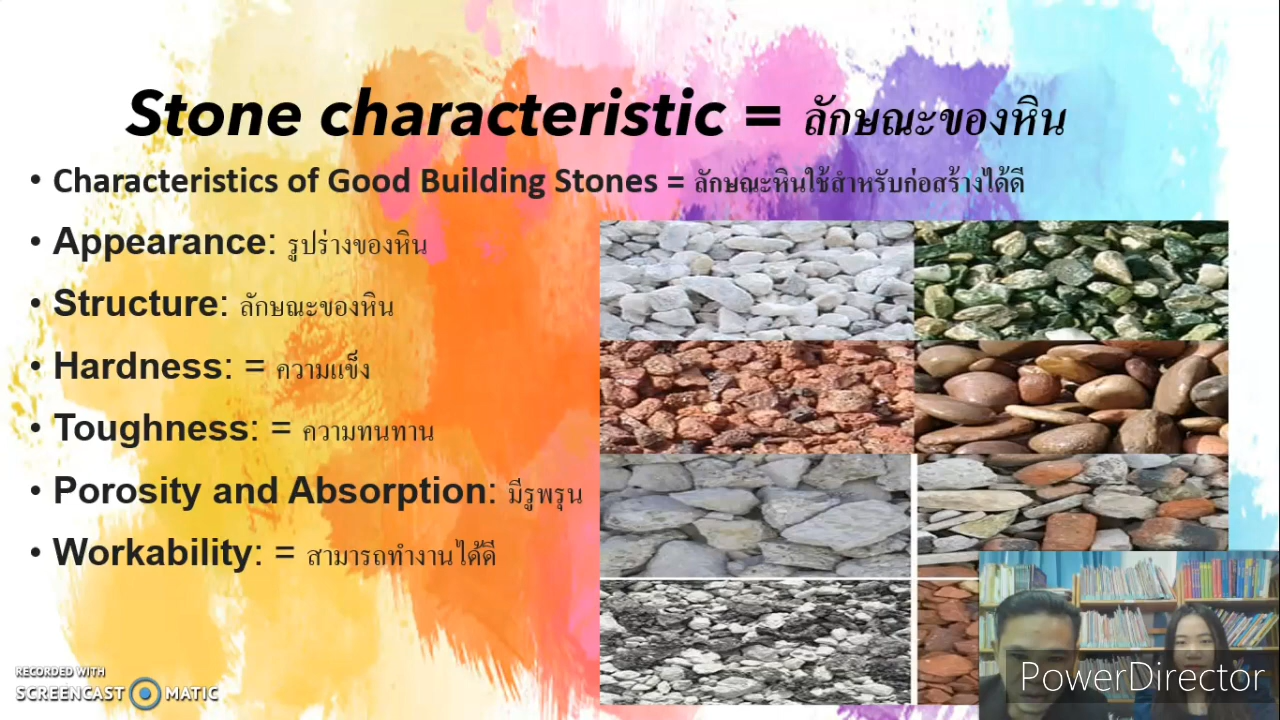 Stone characteristic = ลักษณะของหิน
• Characteristics of Good Building Stones = ลักษณะหินใช้สำหรับก่อสร้างได้ดี
• Appearance: รูปร่างของหิน
• Structure: ลักษณะของหิน
• Hardness: = ความแข็ง
• Toughness: = ความทนทาน
• Porosity and Absorption: มีรูพรุน
• Workability: = สามารถทำงานได้ดี
RECORDED WITH
SCREENCAST MATIC
PowerDirector